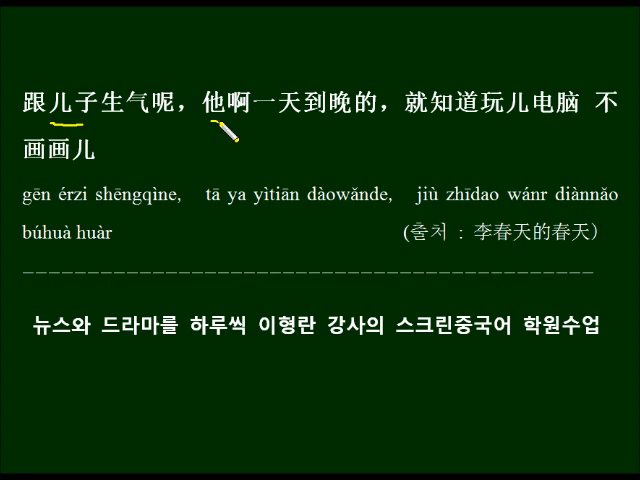 跟儿子生气呢，他啊一天到晚的，就知道玩儿电脑 不
画画儿
gēn érzi shēngqìne,　tā ya yìtiān dàowǎnde,　jiù zhīdao wánr diànnǎo
búhuà huàr (출처 : 李春天的春天）
뉴스와 드라마를 하루씩 이형란 강사의 스크린중국어 학원수업